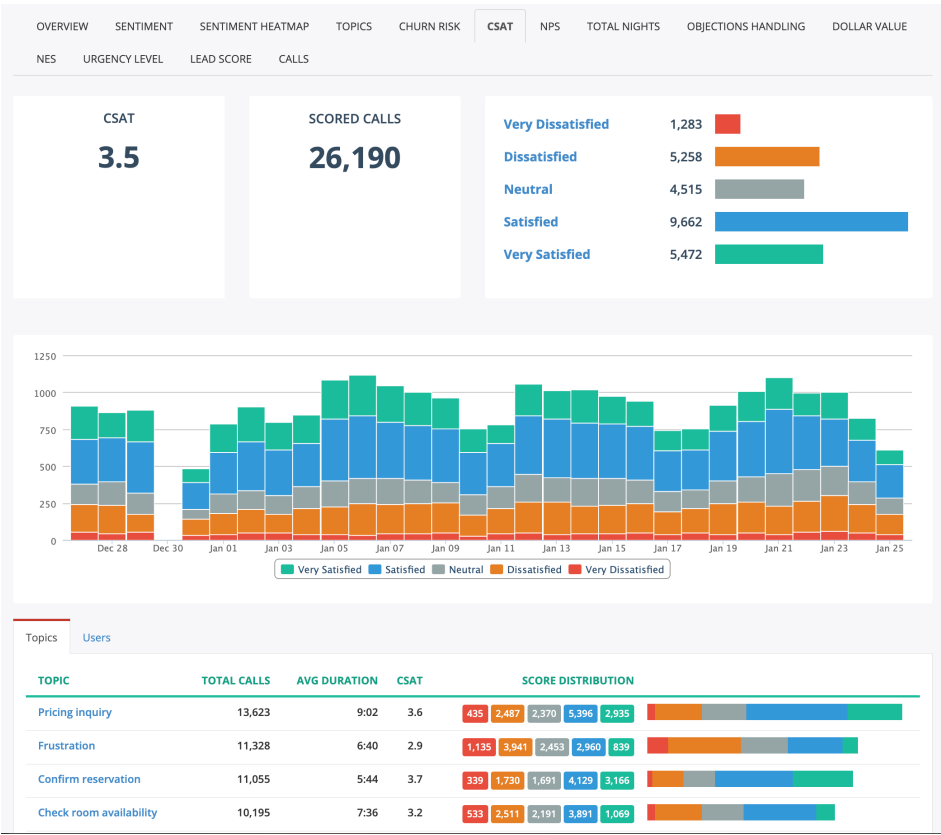 OVERVIEW SENTIMENT SENTIMENT HEATMAP TOPICS CHURN RISK CSAT NPS TOTAL NIGHTS OBJECTIONS HANDLING DOLLAR VALUE
NES URGENCY LEVEL LEAD SCORE CALLS
CSAT
3.5
SCORED CALLS
26,190
Very Dissatisfied 1,283
Dissatisfied 5,258
Neutral 4,515
Satisfied 9,662
Very Satisfied 5,472
1250
1000
750
500
250
0
Dec 28 Dec 30 Jan 01 Jan 03 Jan 05 Jan 07 Jan 09 Jan 11 Jan 13 Jan 15 Jan 17 Jan 19 Jan 21 Jan 23 Jan 25
Very Satisfied Satisfied Neutral Dissatisfied Very Dissatisfied
Topics Users
TOPIC TOTAL CALLS AVG DURATION CSAT SCORE DISTRIBUTION
Pricing inquiry 13,623 9:02 3.6 435 2,487 2,370 5,396 2,935
Frustration 11,328 6:40 2.9 1,135 3,941 2,453 2,960 839
Confirm reservation 11,055 5:44 3.7 339 1,730 1,691 4,129 3,166
Check room availability 10,195 7:36 3.2 533 2,511 2,191 3,891 1,069